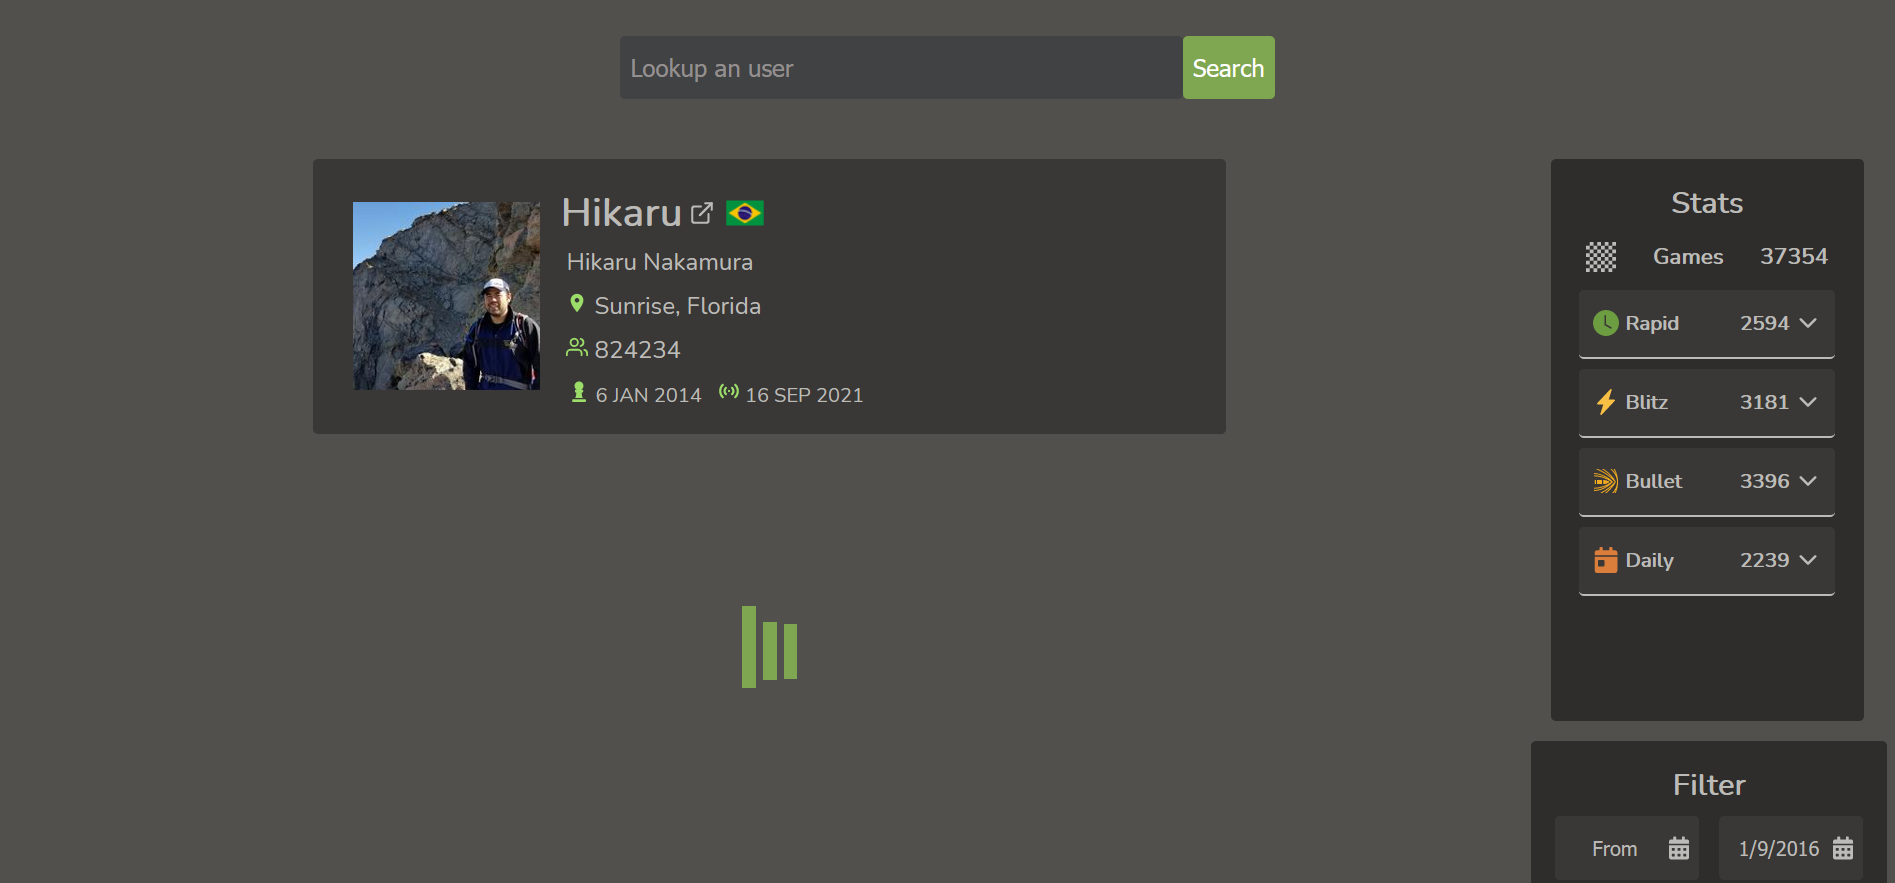 Lookup an user
Search
Hikaru
Hikaru Nakamura
Sunrise, Florida
824234
6 JAN 2014 16 SEP 2021
Stats
Games 37354
Rapid 2594
Blitz 3181
Bullet 3396
Daily 2239
Filter
From 1/9/2016